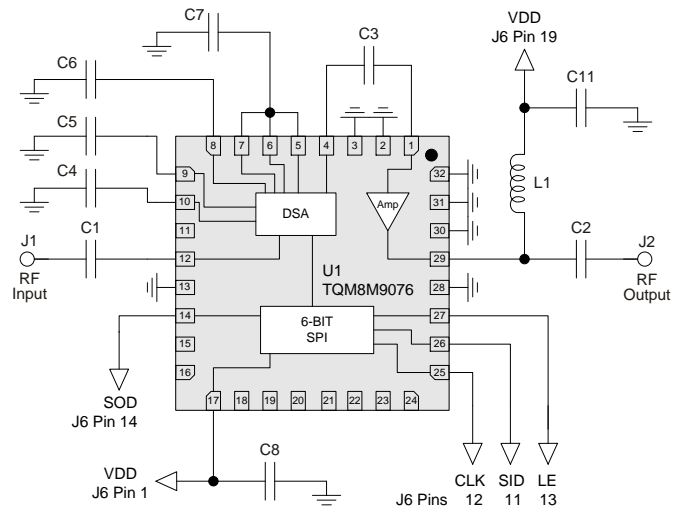 C7
VDD
J6 Pin 19
C3
C6
C11
C5
8 7 6 5 4 3 2 1
C4
9
32
L1
10
DSA
Amp
31
J1
C1
11
30
C2
J2
12
29
RF
Input
U1
TQM8M9076
RF
Output
13
28
14
6-BIT
SPI
27
15
26
16
25
17 18 19 20 21 22 23 24
SOD
J6 Pin 14
C8
VDD
J6 Pin 1
CLK SID LE
J6 Pins 12 11 13